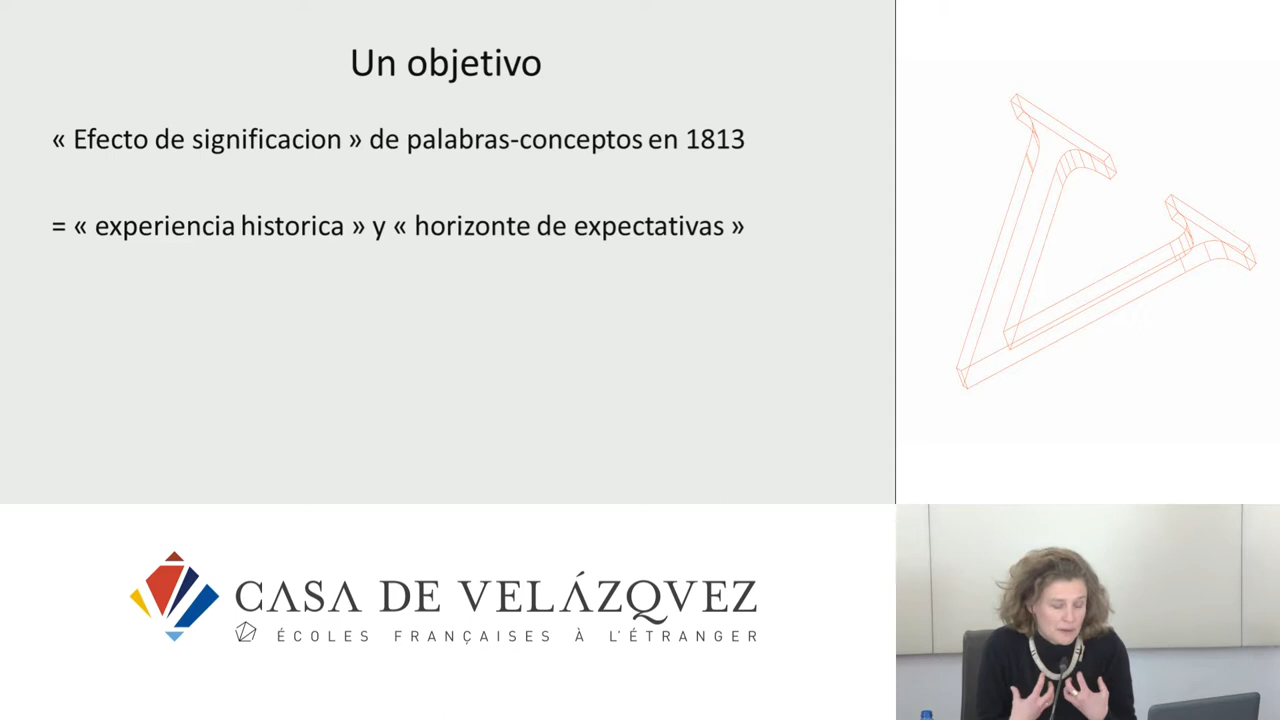 Un objetivo
« Efecto de significacion » de palabras-conceptos en 1813
= « experiencia historica » y « horizonte de expectativas »
CASA DE VELÁZQVEZ
ÉCOLES FRANÇAISES À L'ÉTRANGER